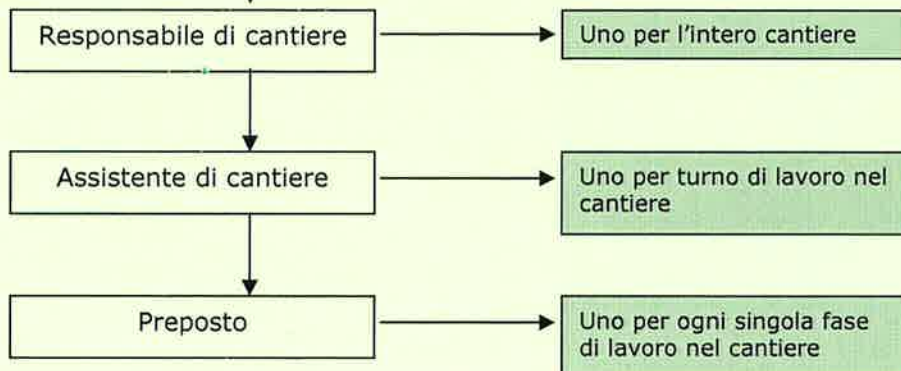 Responsabile di cantiere
Uno per l'intero cantiere
Assistente di cantiere
Uno per turno di lavoro nel
cantiere
Preposto
Uno per ogni singola fase
di lavoro nel cantiere